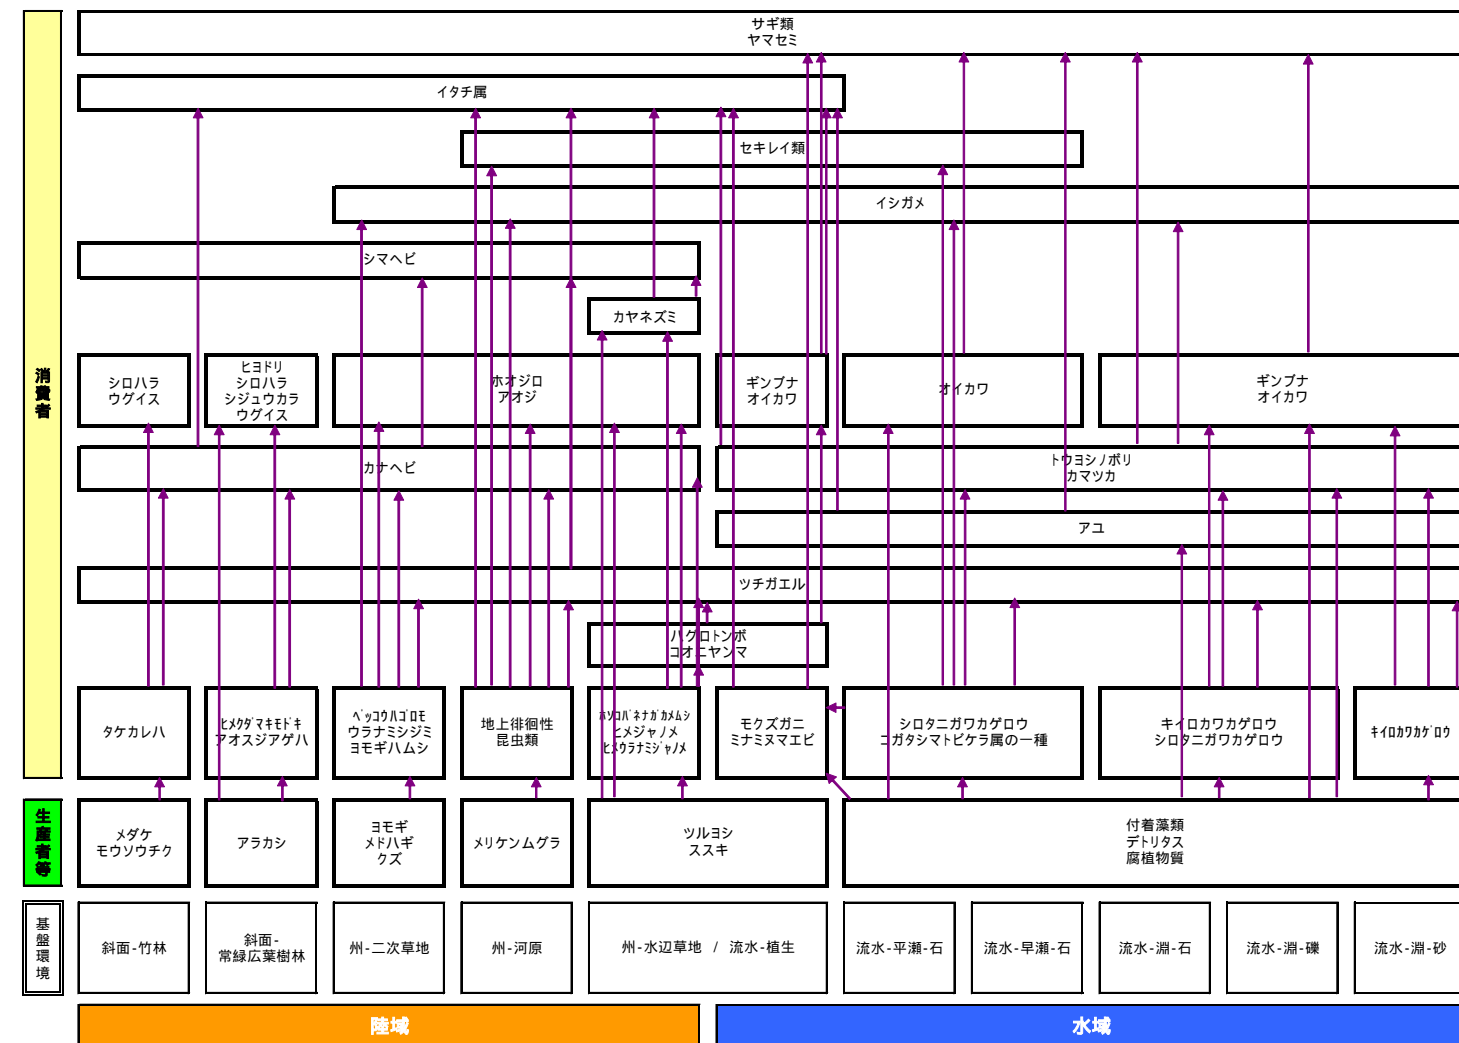 サギ類
ヤマセミ
イタチ属
セキレイ類
イシガメ
シマヘビ
カヤネズミ
消費者
シロハラ
ウグイス
ヒヨドリ
シロハラ
シジュウカラ
ウグイス
ホオジロ
アオジ
ギンブナ
オイカワ
オイカワ
ギンブナ
オイカワ
カナヘビ
トウヨシノボリ
カマツカ
アユ
ツチガエル
ハグロトンボ
コオニヤンマ
タケカレハ
ヒメクダマキモドキ
アオスジアゲハ
ベッコウハゴロモ
ウラナミシジミ
ヨモギハムシ
地上徘徊性
昆虫類
ホソコバネナガカメムシ
ヒメジャノメ
ヒメウラナミジャノメ
モクズガニ
ミナミヌマエビ
シロタニガワカゲロウ
コガタシマトビケラ属の一種
キイロカワカゲロウ
シロタニガワカゲロウ
キイロカワカゲロウ
生産者等
メダケ
モウソウチク
アラカシ
ヨモギ
メドハギ
クズ
メリケンムグラ
ツルヨシ
ススキ
付着藻類
デトリタス
腐植物質
基盤環境
斜面-竹林
斜面-
常緑広葉樹林
州-二次草地
州-河原
州-水辺草地 / 流水-植生
流水-平瀬-石
流水-早瀬-石
流水-淵-石
流水-淵-礫
流水-淵-砂
陸域
水域